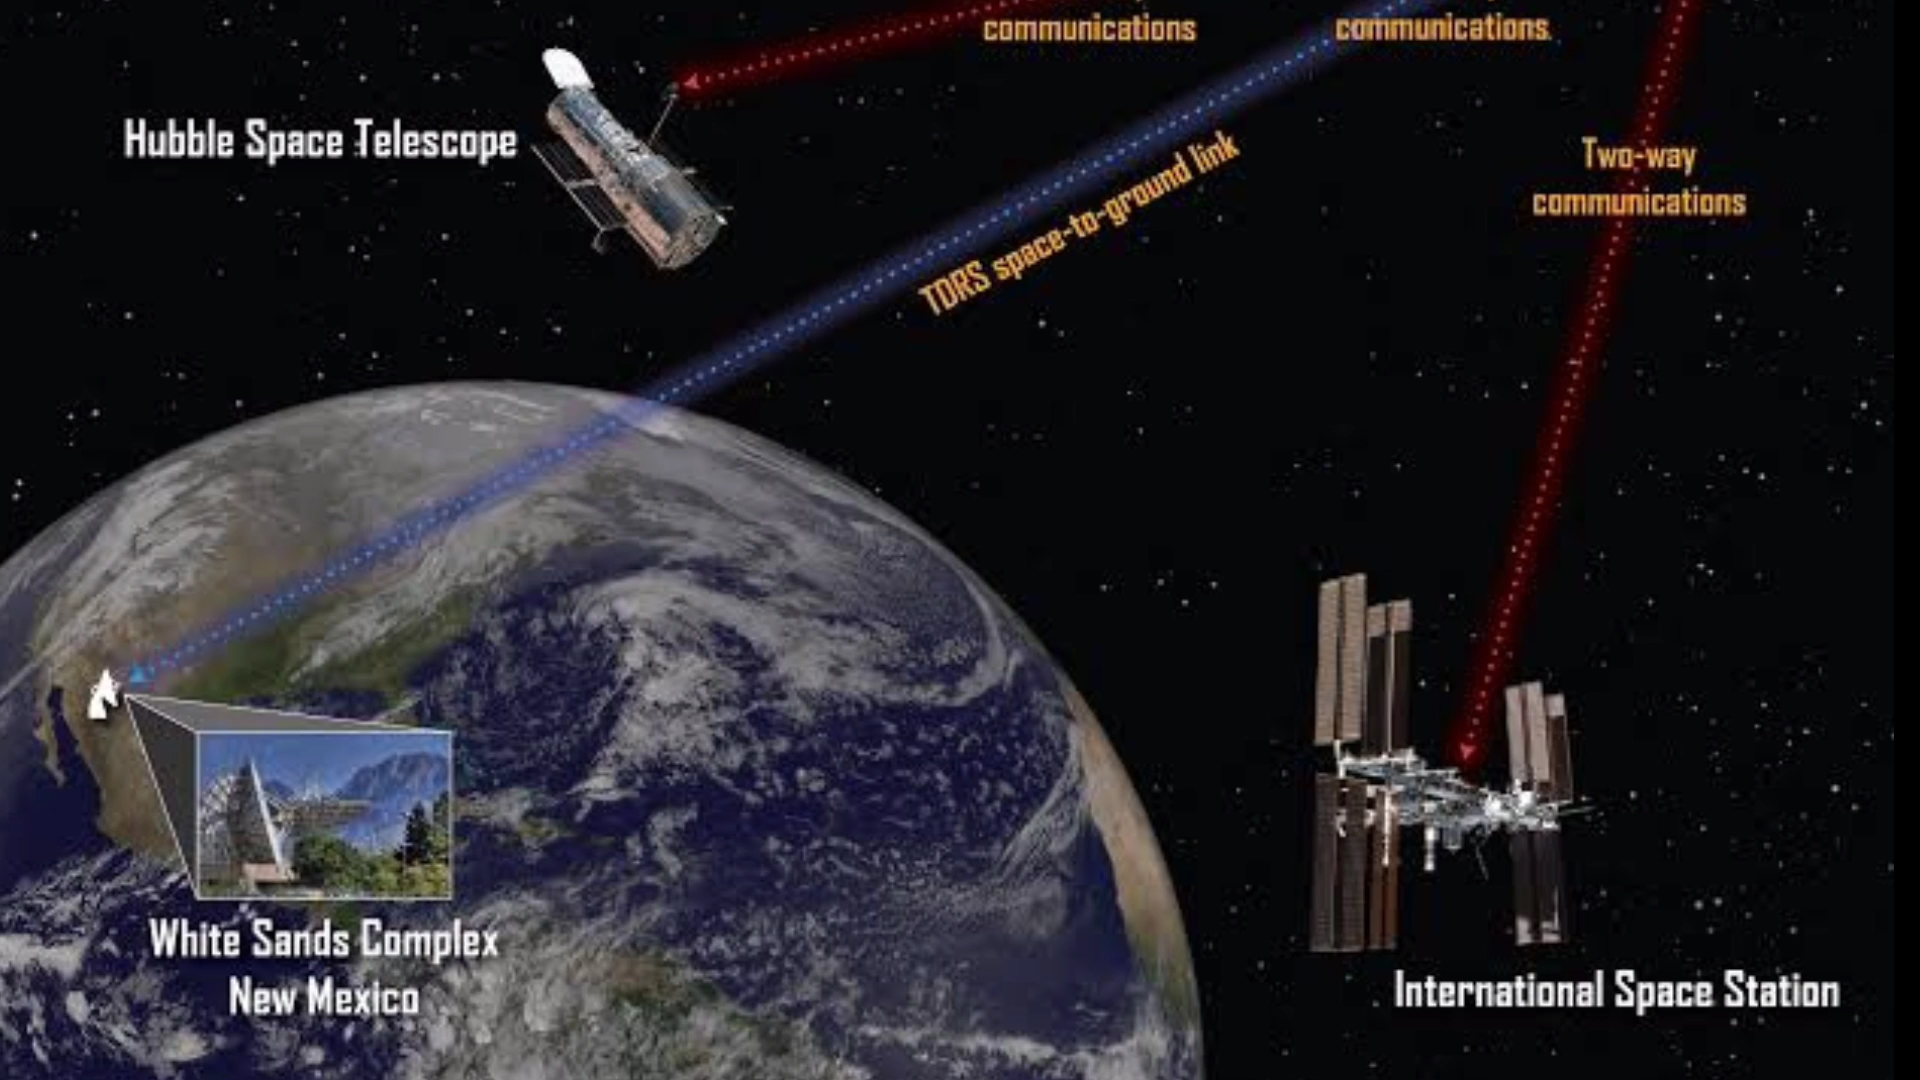 communications
communications
Hubble Space Telescope
TDRS space-to-ground link
Two-way
communications
White Sands Complex
New Mexico
International Space Station